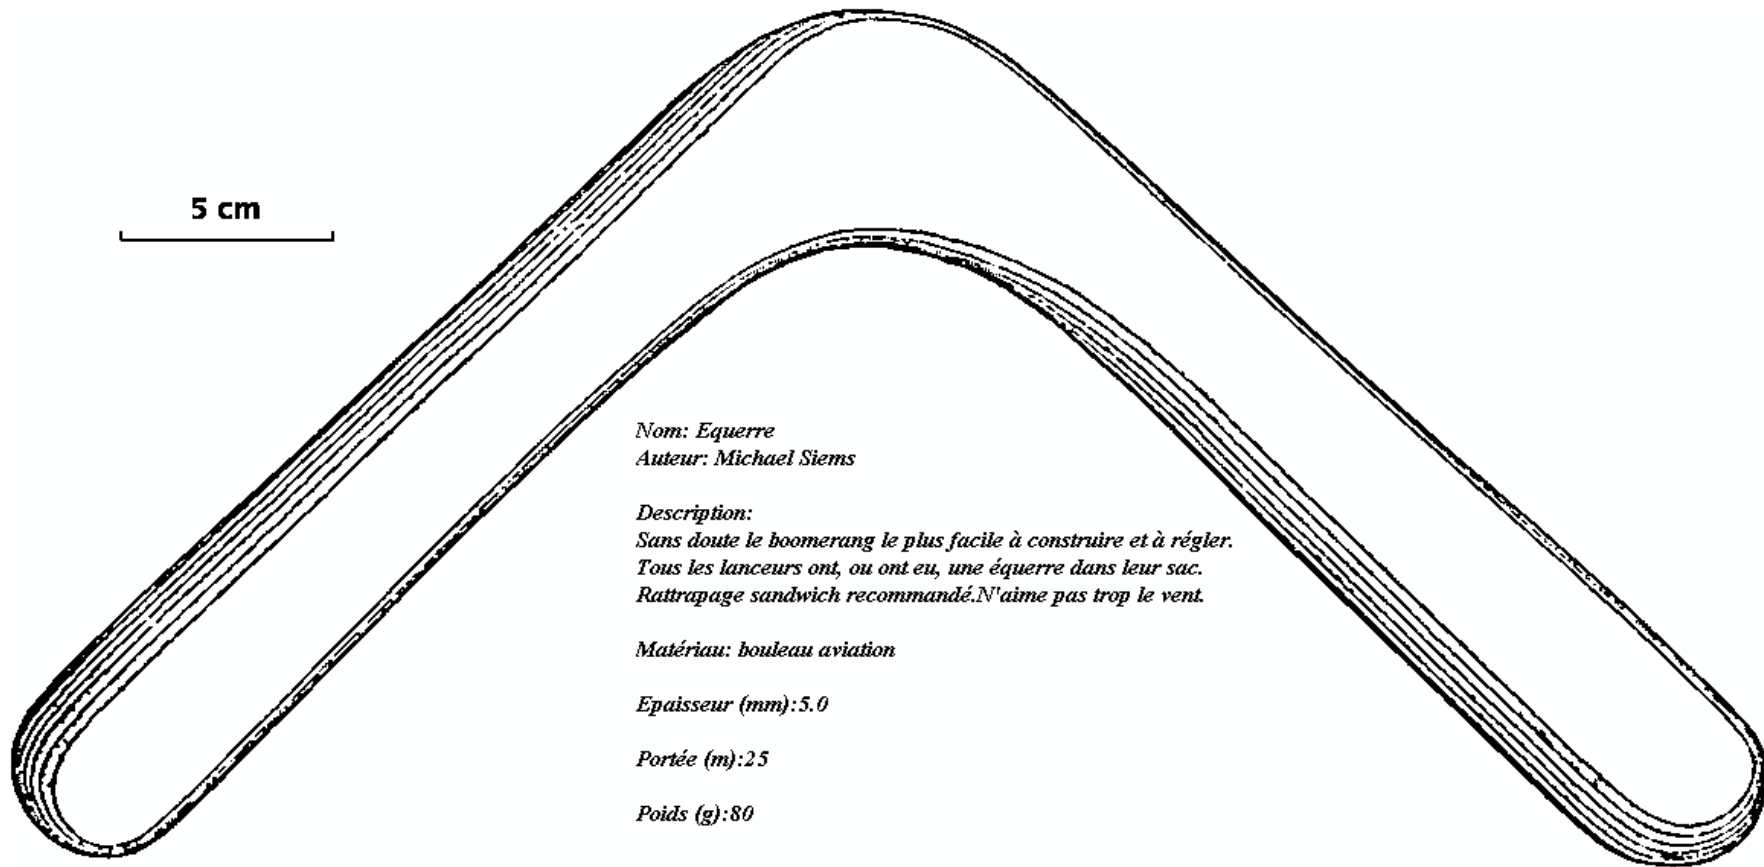 5 cm
Nom: Equerre
Auteur: Michael Siems
Description:
Sans doute le boomerang le plus facile à construire et à régler.
Tous les lanceurs ont, ou ont eu, une équerre dans leur sac.
Rattrapage sandwich recommandé.N'aime pas trop le vent.
Matériau: bouleau aviation
Epaisseur (mm):5.0
Portée (m):25
Poids (g):80